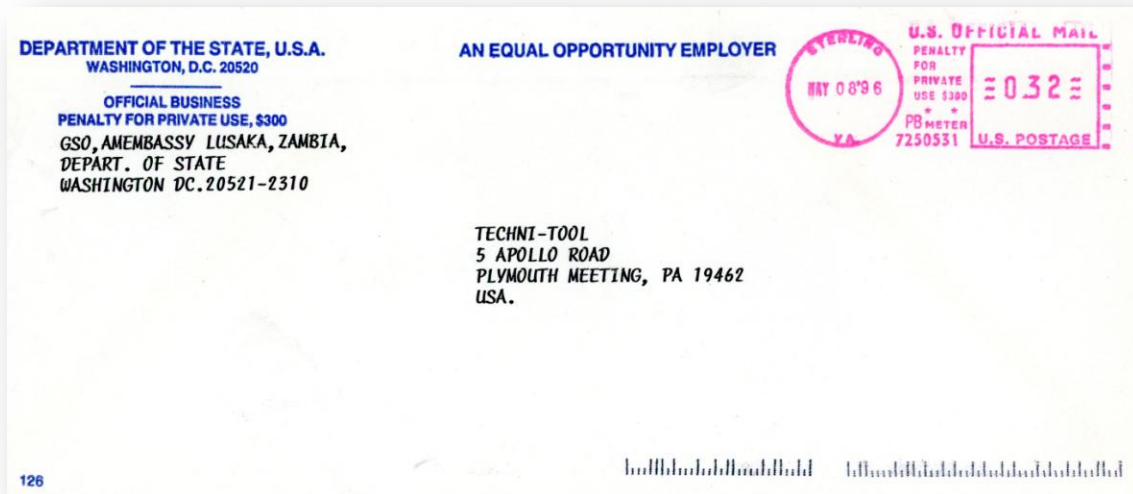 DEPARTMENT OF THE STATE, U.S.A.
WASHINGTON, D.C. 20520
OFFICIAL BUSINESS
PENALTY FOR PRIVATE USE, $300
GSO, AMEMBASSY LUSAKA, ZAMBIA,
DEPART. OF STATE
WASHINGTON DC.20521-2310
AN EQUAL OPPORTUNITY EMPLOYER
STERLING
MAY 08'96
VA.
U.S. OFFICIAL MAIL
PENALTY
FOR
PRIVATE
USE $300
* *
PB METER
7250531
0.32
U.S. POSTAGE
TECHNI-TOOL
5 APOLLO ROAD
PLYMOUTH MEETING, PA 19462
USA.
126